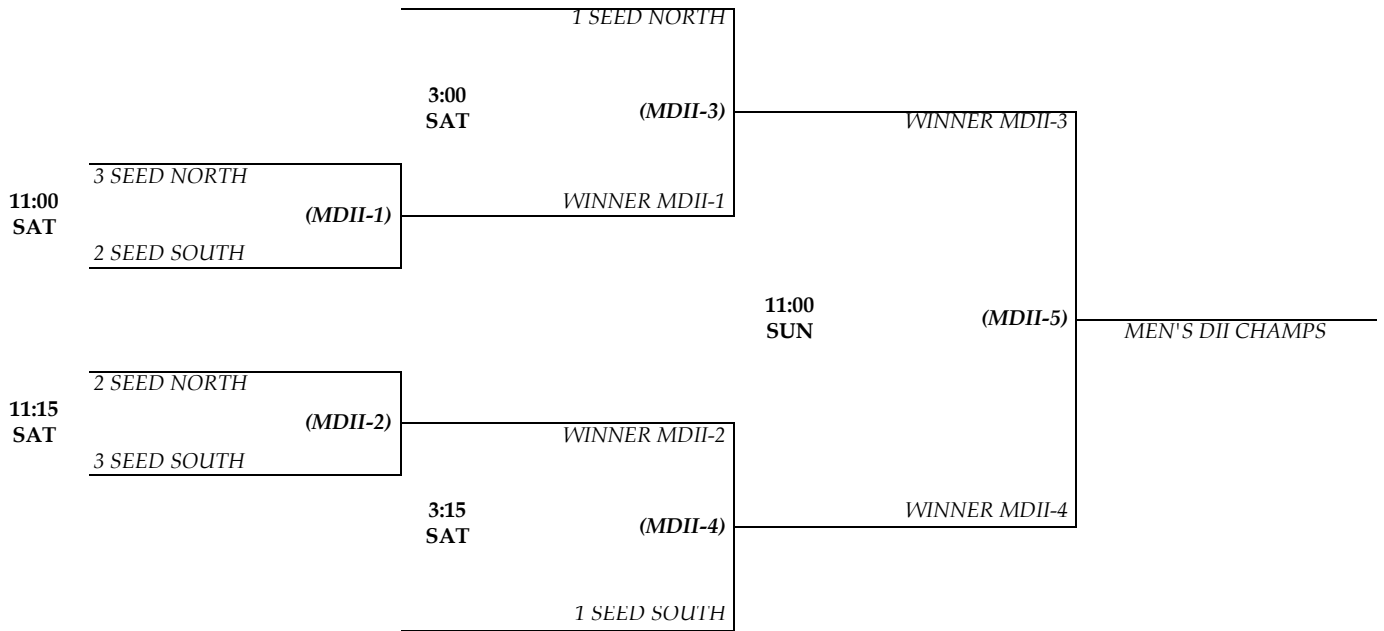 1 SEED NORTH
3:00
SAT
(MDII-3)
WINNER MDII-3
3 SEED NORTH
11:00
SAT
(MDII-1)
WINNER MDII-1
2 SEED SOUTH
11:00
SUN
(MDII-5)
MEN'S DII CHAMPS
2 SEED NORTH
11:15
SAT
(MDII-2)
WINNER MDII-2
3 SEED SOUTH
3:15
SAT
(MDII-4)
WINNER MDII-4
1 SEED SOUTH